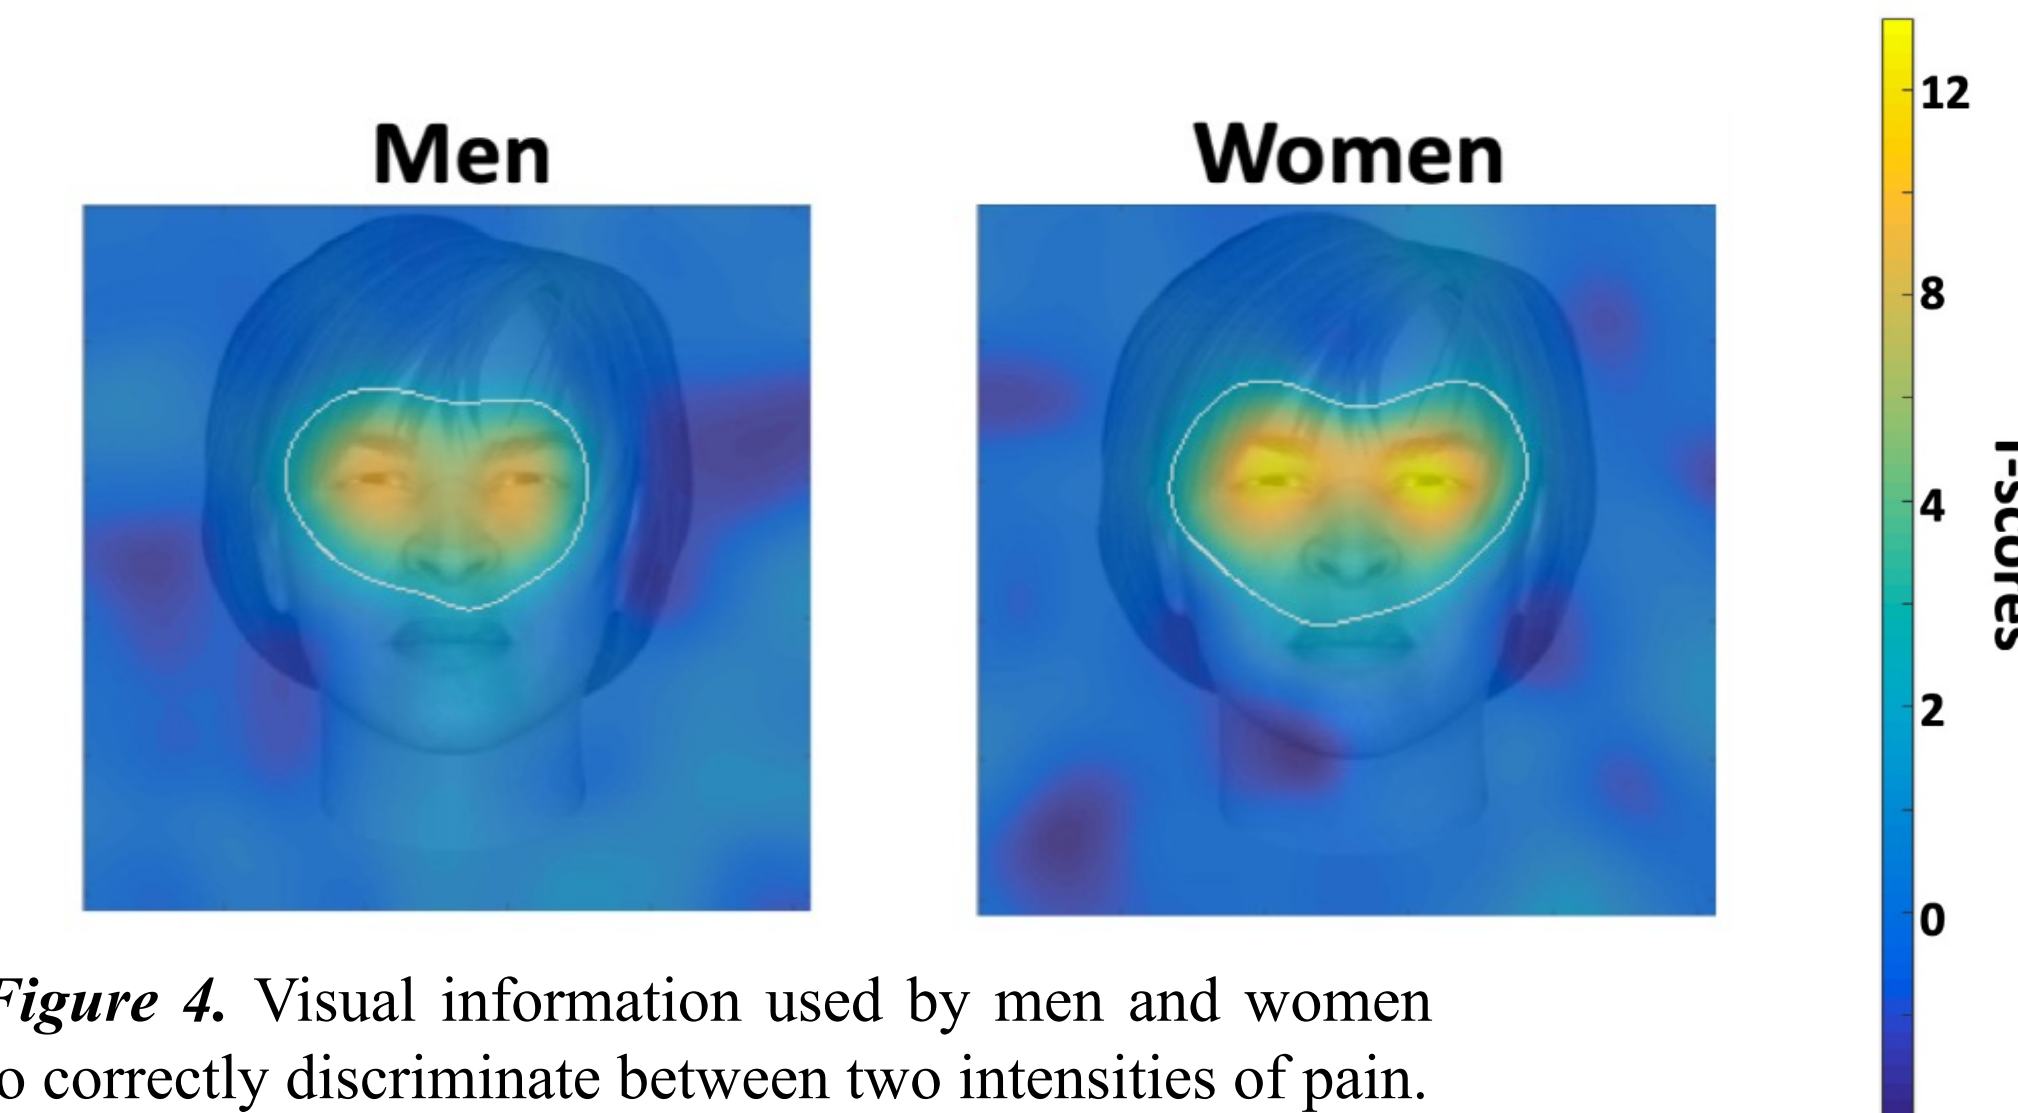 Men
Women
12
8
4
2
0
Figure 4. Visual information used by men and women
correctly discriminate between two intensities of pain.